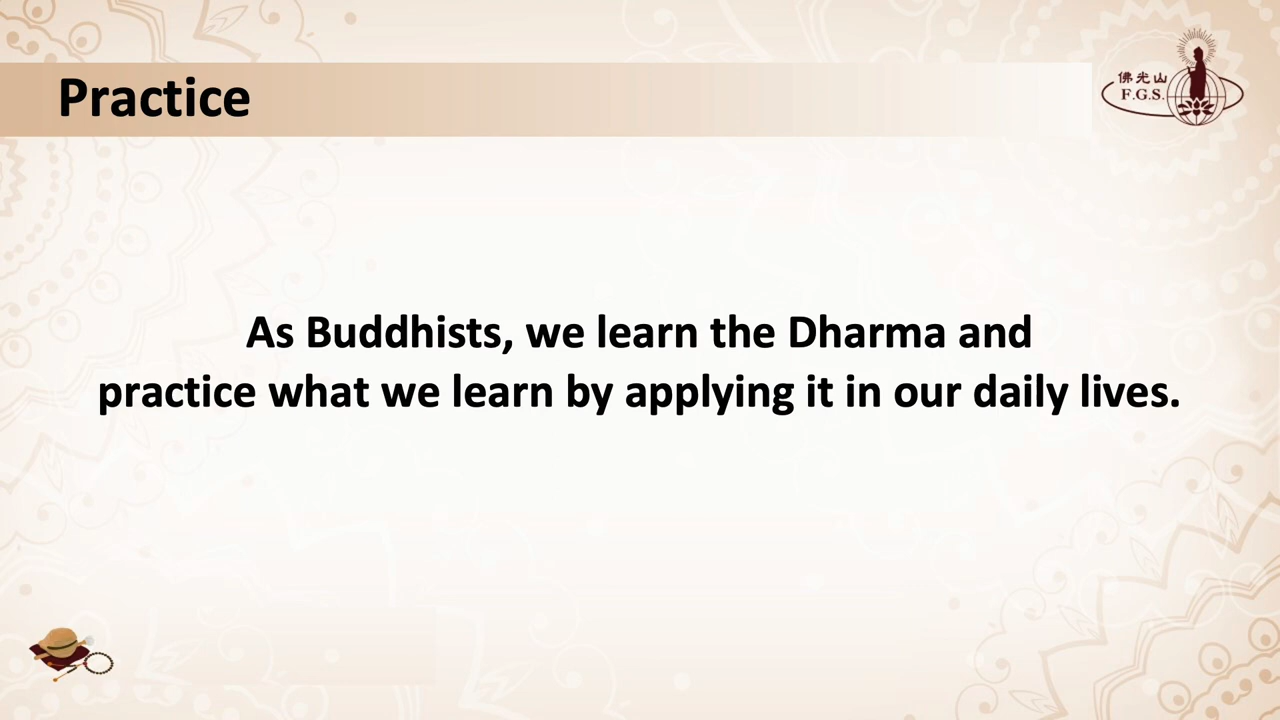 Practice
佛光山
F.G.S.
As Buddhists, we learn the Dharma and
practice what we learn by applying it in our daily lives.